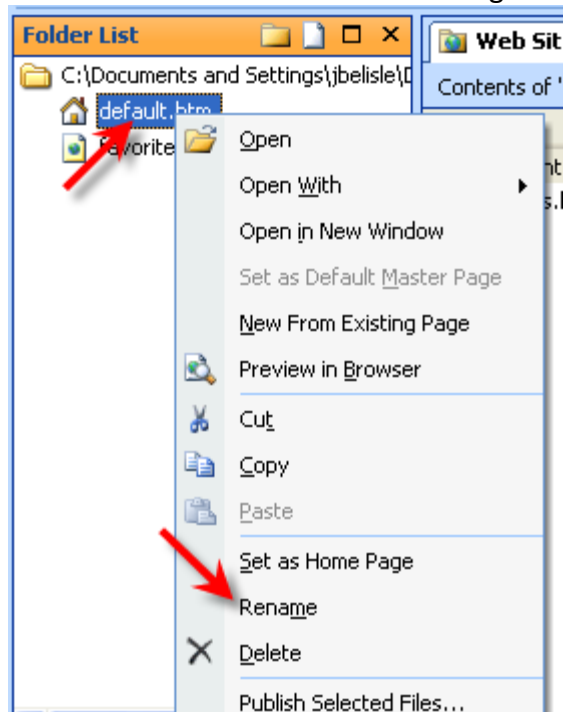 Folder List
Web Sit
C:\Documents and Settings\jbelisle\D
Contents of '
default.htm
favorite
Open
Open With
Open in New Window
Set as Default Master Page
New From Existing Page
Preview in Browser
Cut
Copy
Paste
Set as Home Page
Rename
Delete
Publish Selected Files...